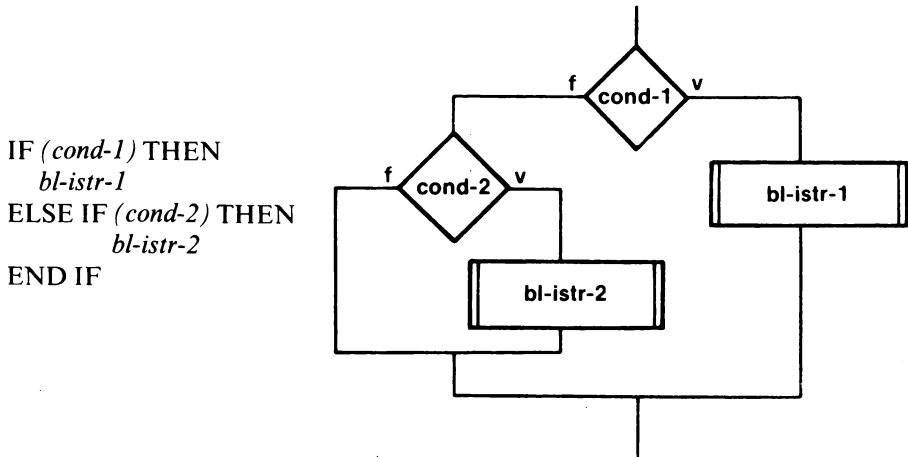 IF (cond-1) THEN
bl-istr-1
ELSE IF (cond-2) THEN
bl-istr-2
END IF
f cond-1 v
f cond-2 v
bl-istr-1
bl-istr-2